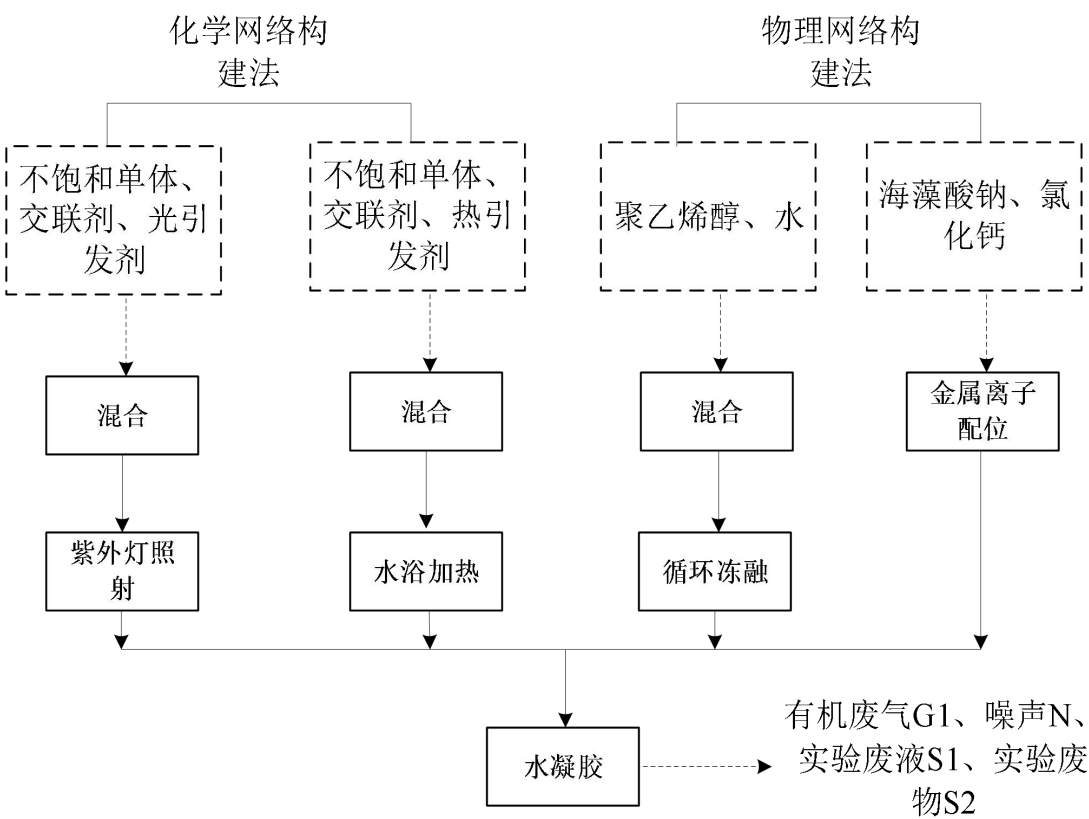 化学网络构
建法
物理网络构
建法
不饱和单体、
交联剂、光引
发剂
不饱和单体、
交联剂、热引
发剂
聚乙烯醇、水
海藻酸钠、氯
化钙
混合
混合
混合
金属离子
配位
紫外灯照
射
水浴加热
循环冻融
水凝胶
有机废气G1、噪声N、
实验废液S1、实验废
物S2